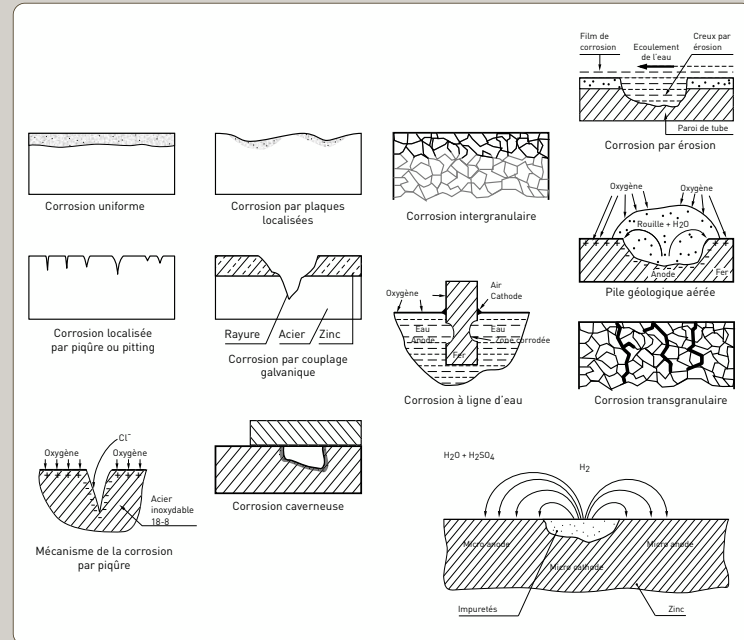 Film de
corrosion
Ecoulement
de l'eau
Creux par
érosion
Paroi de tube
Corrosion par érosion
Corrosion uniforme
Corrosion par plaques
localisées
Corrosion intergranulaire
Oxygène
Oxygène
Rouille + H2O
Anode
Fer
Pile géologique aérée
Corrosion localisée
par piqûre ou pitting
Rayure Acier Zinc
Corrosion par couplage
galvanique
Oxygène
Air
Cathode
Eau
Anode
Eau
Zone corrodée
Fer
Corrosion à ligne d'eau
Corrosion transgranulaire
Cl⁻
Oxygène
Oxygène
Acier
inoxydable
18-8
Mécanisme de la corrosion
par piqûre
Corrosion caverneuse
H2O + H2SO4
H2
Micro anode
Micro anode
Micro cathode
Impuretés
Zinc